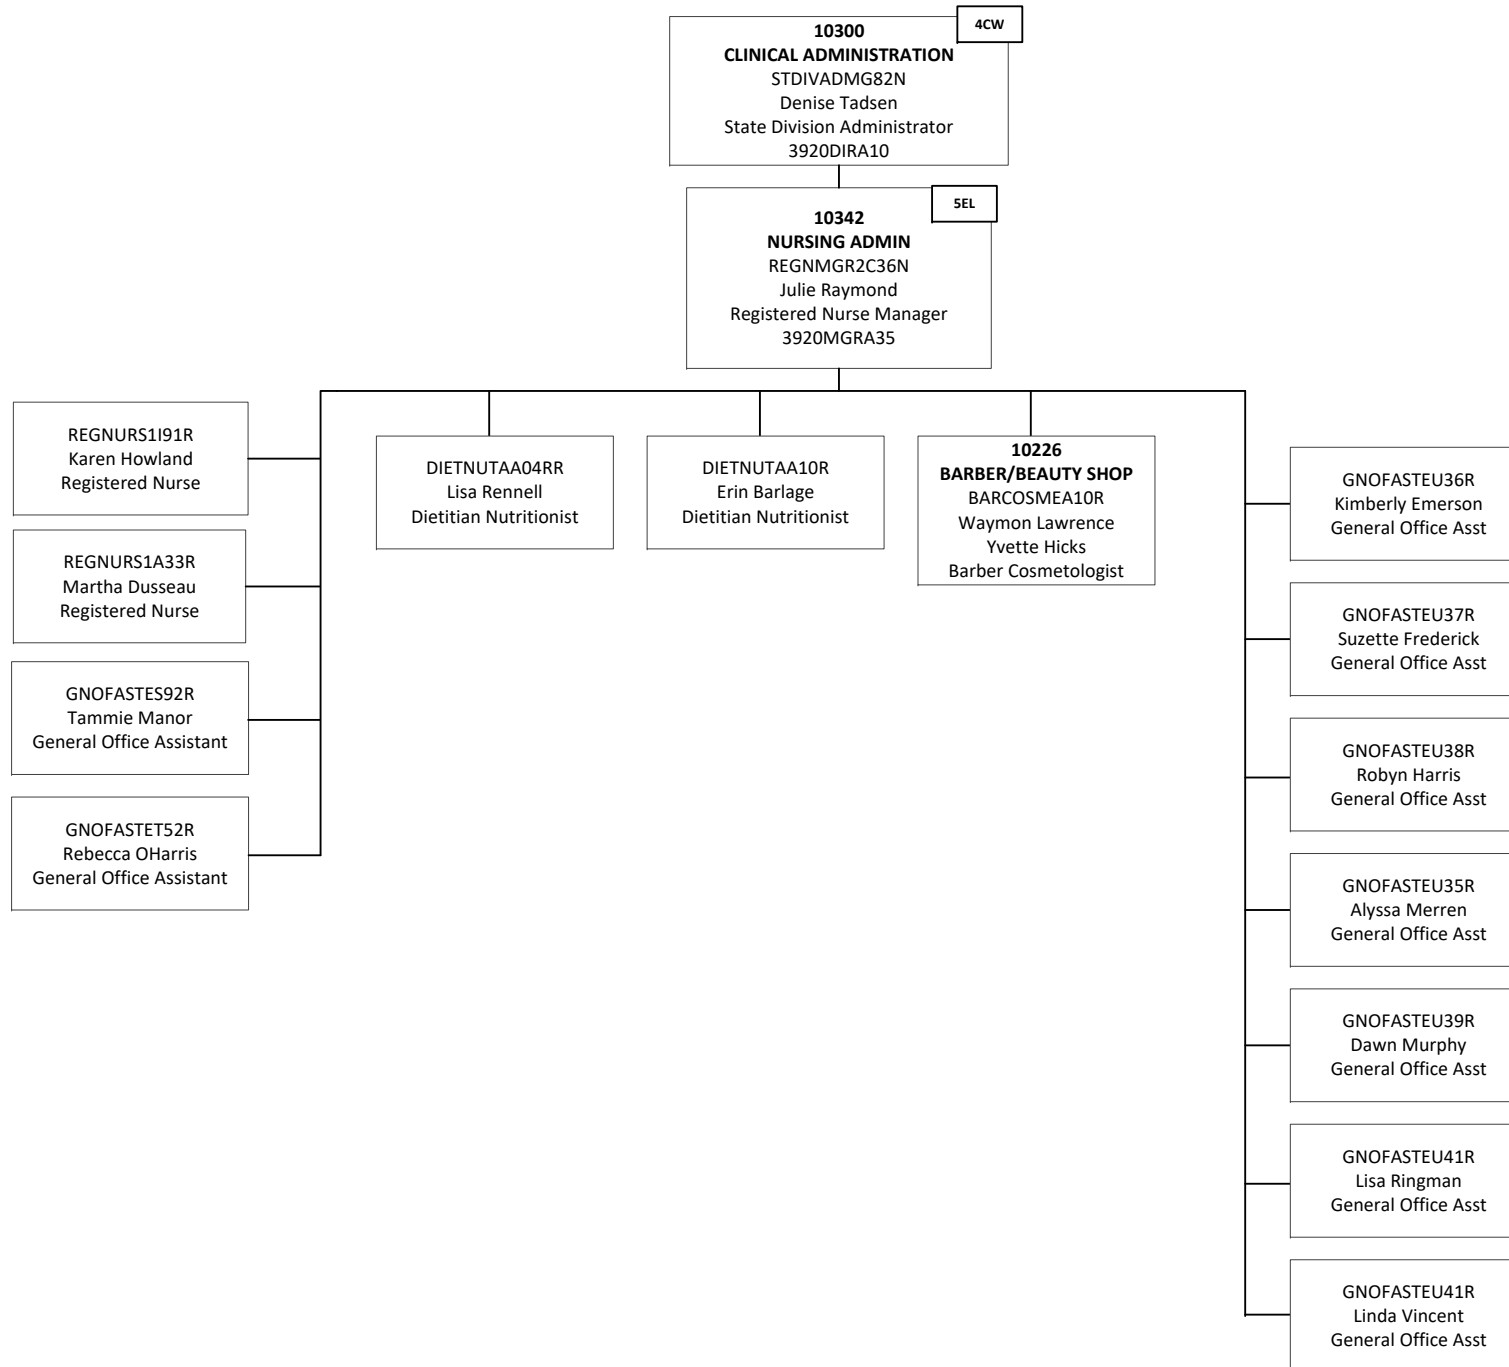 4CW
10300
CLINICAL ADMINISTRATION
STDIVADMG82N
Denise Tadsen
State Division Administrator
3920DIRA10
5EL
10342
NURSING ADMIN
REGNMGR2C36N
Julie Raymond
Registered Nurse Manager
3920MGRA35
REGNURS1I91R
Karen Howland
Registered Nurse
REGNURS1A33R
Martha Dusseau
Registered Nurse
GNOFASTES92R
Tammie Manor
General Office Assistant
GNOFASTET52R
Rebecca OHarris
General Office Assistant
DIETNUTAA04RR
Lisa Rennell
Dietitian Nutritionist
DIETNUTAA10R
Erin Barlage
Dietitian Nutritionist
10226
BARBER/BEAUTY SHOP
BARCOSMEA10R
Waymon Lawrence
Yvette Hicks
Barber Cosmetologist
GNOFASTEU36R
Kimberly Emerson
General Office Asst
GNOFASTEU37R
Suzette Frederick
General Office Asst
GNOFASTEU38R
Robyn Harris
General Office Asst
GNOFASTEU35R
Alyssa Merren
General Office Asst
GNOFASTEU39R
Dawn Murphy
General Office Asst
GNOFASTEU41R
Lisa Ringman
General Office Asst
GNOFASTEU41R
Linda Vincent
General Office Asst